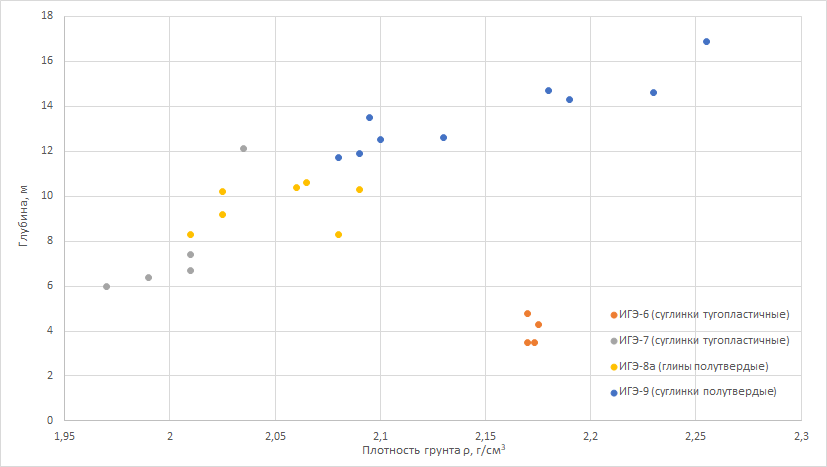 18
16
14
12
10
8
6
4
2
0
Глубина, м
ИГЭ-6 (суглинки тугопластичные)
ИГЭ-7 (суглинки тугопластичные)
ИГЭ-8а (глины полутвердые)
ИГЭ-9 (суглинки полутвердые)
1,95 2 2,05 2,1 2,15 2,2 2,25 2,3
Плотность грунта ρ, г/см³